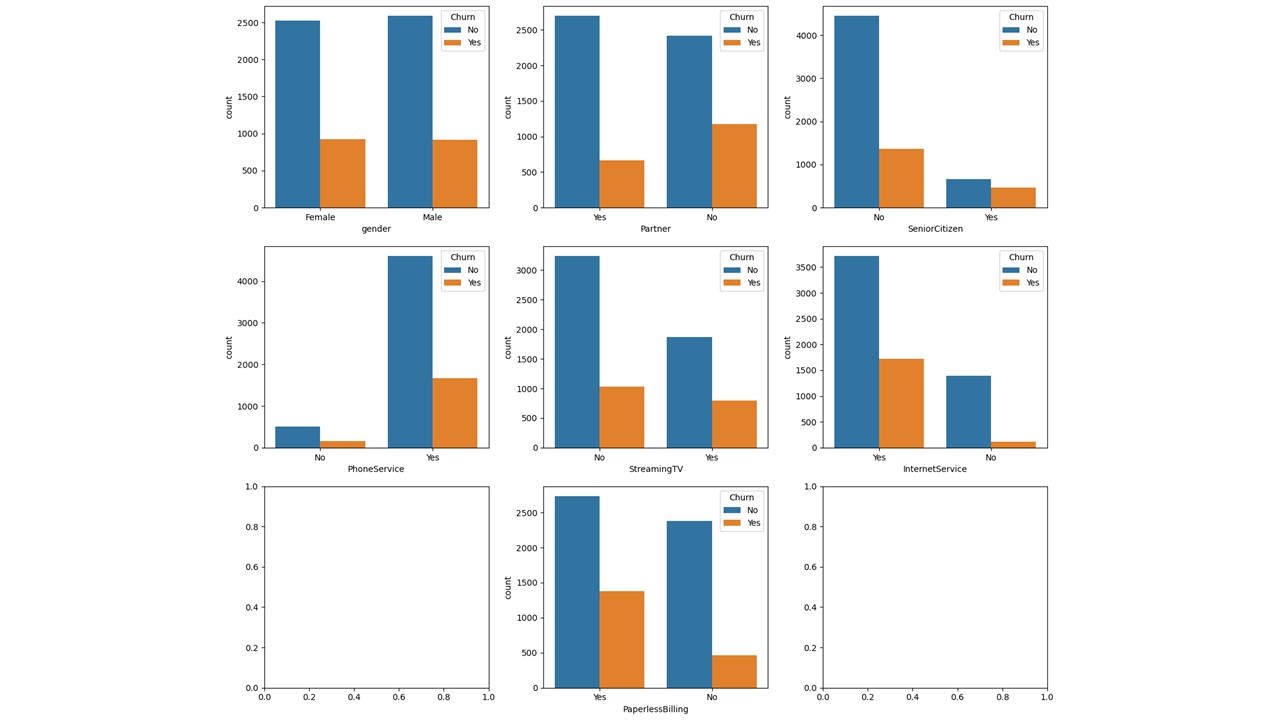 2500
2000
1500
1000
500
0
count
Churn
No
Yes
Female
Male
gender
2500
2000
1500
1000
500
0
count
Churn
No
Yes
Yes
No
Partner
4000
3000
2000
1000
0
count
Churn
No
Yes
No
Yes
SeniorCitizen
4000
3000
2000
1000
0
count
Churn
No
Yes
No
Yes
PhoneService
3000
2500
2000
1500
1000
500
0
count
Churn
No
Yes
No
Yes
StreamingTV
3500
3000
2500
2000
1500
1000
500
0
count
Churn
No
Yes
Yes
No
InternetService
1.0
0.8
0.6
0.4
0.2
0.0
0.0 0.2 0.4 0.6 0.8 1.0
2500
2000
1500
1000
500
0
count
Churn
No
Yes
Yes
No
PaperlessBilling
1.0
0.8
0.6
0.4
0.2
0.0
0.0 0.2 0.4 0.6 0.8 1.0